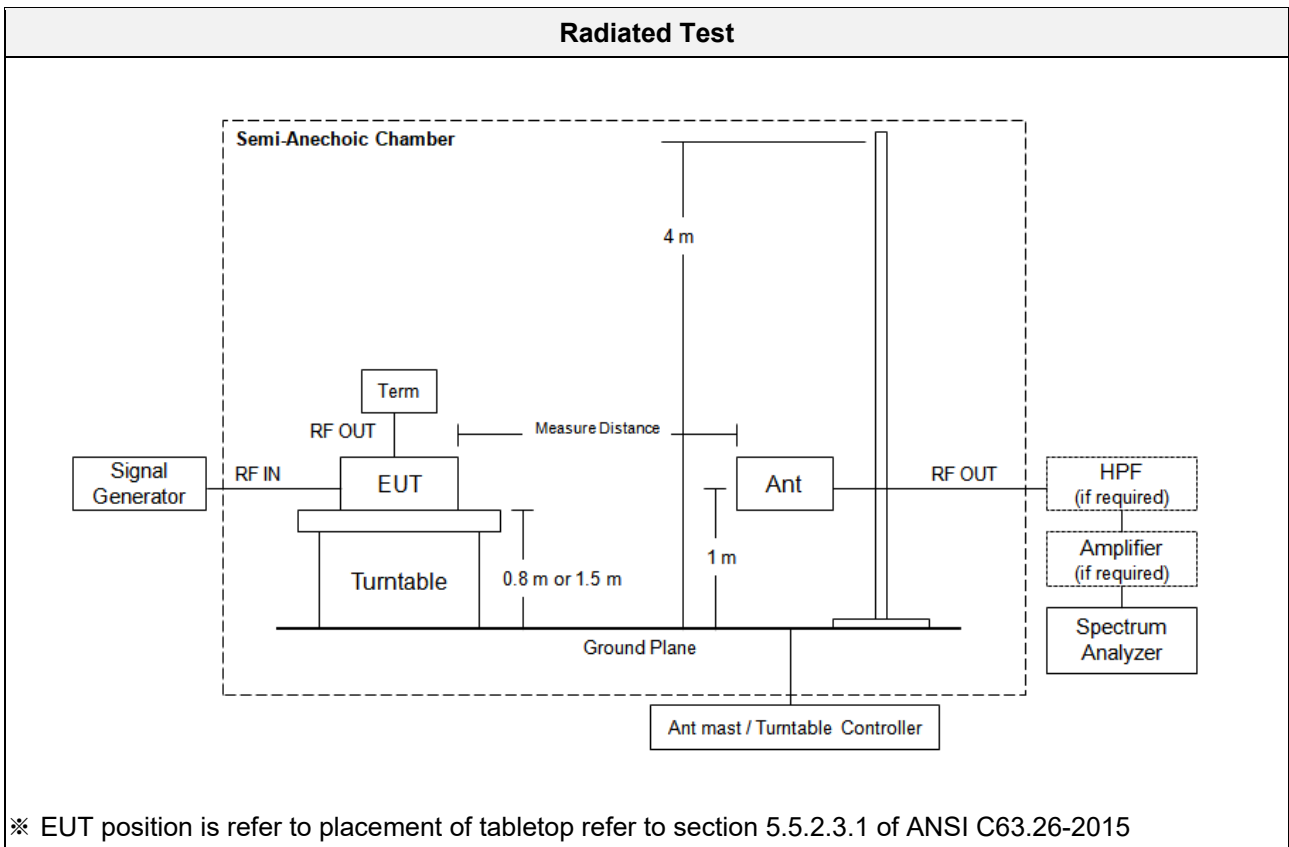 Radiated Test
Semi-Anechoic Chamber
4 m
Term
RF OUT
Measure Distance
Signal
Generator
RF IN
EUT
Ant
RF OUT
HPF
(if required)
Amplifier
(if required)
Spectrum
Analyzer
Turntable
0.8 m or 1.5 m
1 m
Ground Plane
Ant mast / Turntable Controller
※ EUT position is refer to placement of tabletop refer to section 5.5.2.3.1 of ANSI C63.26-2015